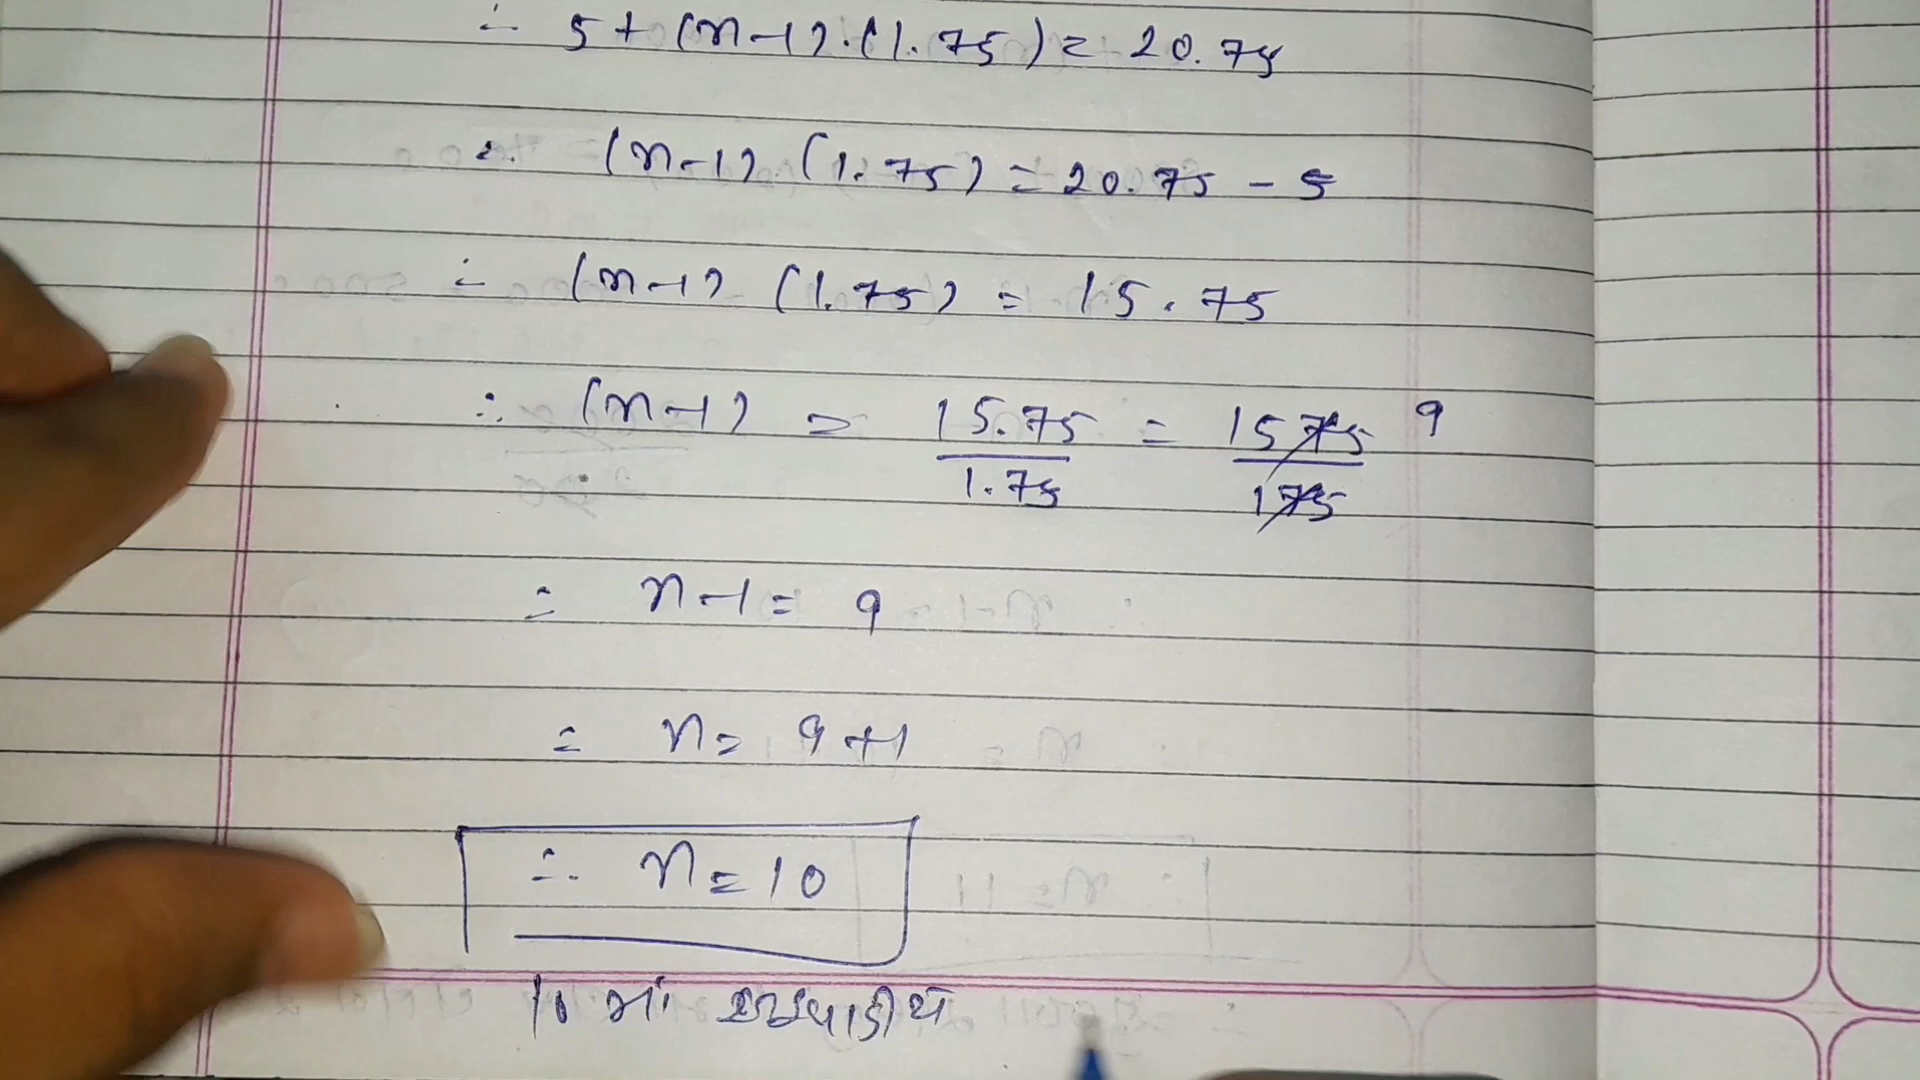 ∴ 5 + (n-1).(1.75) = 20.75
∴ (n-1) (1.75) = 20.75 - 5
∴ (n-1) (1.75) = 15.75
∴ (n-1) = 15.75/1.75 = 1575/175 9
∴ n-1 = 9
= n = 9+1
∴ n = 10
10 માં